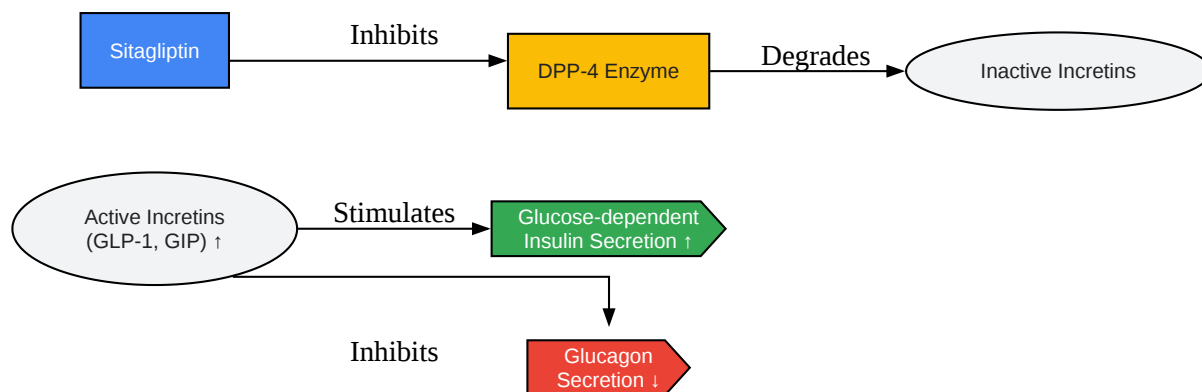 Sitagliptin
Inhibits
DPP-4 Enzyme
Degrades
Inactive Incretins
Active Incretins
(GLP-1, GIP) ↑
Stimulates
Glucose-dependent
Insulin Secretion ↑
Inhibits
Glucagon
Secretion ↓